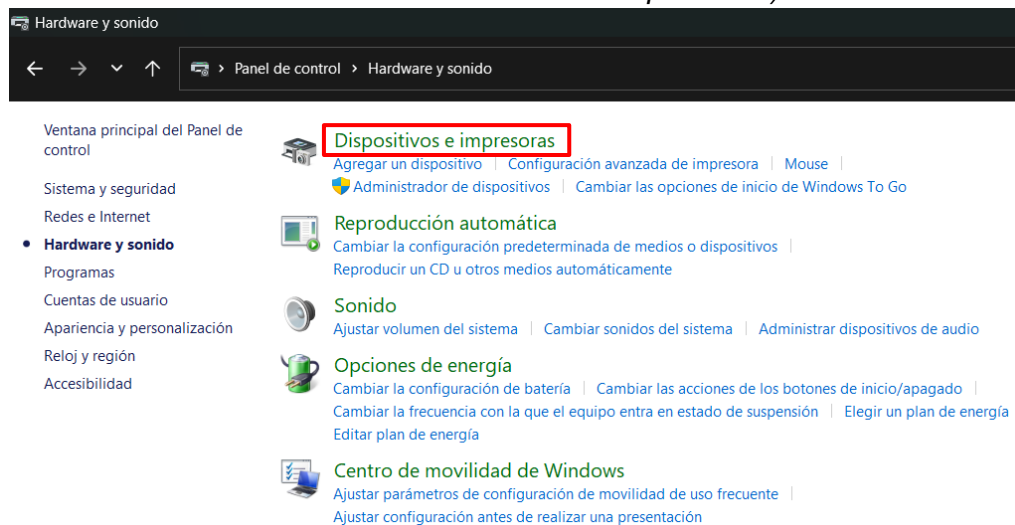 Hardware y sonido
Panel de control > Hardware y sonido
Ventana principal del Panel de
control
Sistema y seguridad
Redes e Internet
Hardware y sonido
Programas
Cuentas de usuario
Apariencia y personalización
Reloj y región
Accesibilidad
Dispositivos e impresoras
Agregar un dispositivo | Configuración avanzada de impresora | Mouse |
Administrador de dispositivos | Cambiar las opciones de inicio de Windows To Go
Reproducción automática
Cambiar la configuración predeterminada de medios o dispositivos |
Reproducir un CD u otros medios automáticamente
Sonido
Ajustar volumen del sistema | Cambiar sonidos del sistema | Administrar dispositivos de audio
Opciones de energía
Cambiar la configuración de batería | Cambiar las acciones de los botones de inicio/apagado |
Cambiar la frecuencia con la que el equipo entra en estado de suspensión | Elegir un plan de energía
Editar plan de energía
Centro de movilidad de Windows
Ajustar parámetros de configuración de movilidad de uso frecuente |
Ajustar configuración antes de realizar una presentación